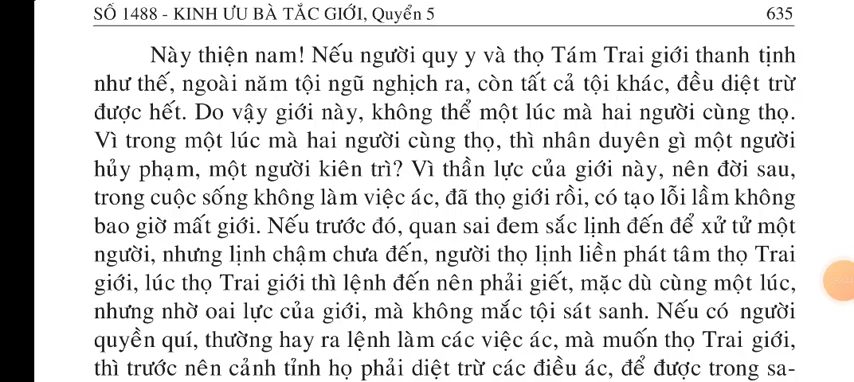 SỐ 1488 - KINH ƯU BÀ TẮC GIỚI, Quyển 5 635
Này thiện nam! Nếu người quy y và thọ Tám Trai giới thanh tịnh
như thế, ngoài năm tội ngũ nghịch ra, còn tất cả tội khác, đều diệt trừ
được hết. Do vậy giới này, không thể một lúc mà hai người cùng thọ.
Vì trong một lúc mà hai người cùng thọ, thì nhân duyên gì một người
hủy phạm, một người kiên trì? Vì thần lực của giới này, nên đời sau,
trong cuộc sống không làm việc ác, đã thọ giới rồi, có tạo lỗi lầm không
bao giờ mất giới. Nếu trước đó, quan sai đem sắc lịnh đến để xử tử một
người, nhưng lịnh chậm chưa đến, người thọ lịnh liền phát tâm thọ Trai
giới, lúc thọ Trai giới thì lệnh đến nên phải giết, mặc dù cùng một lúc,
nhưng nhờ oai lực của giới, mà không mắc tội sát sanh. Nếu có người
quyền quí, thường hay ra lệnh làm các việc ác, mà muốn thọ Trai giới,
thì trước nên cảnh tỉnh họ phải diệt trừ các điều ác, để được trong sa-